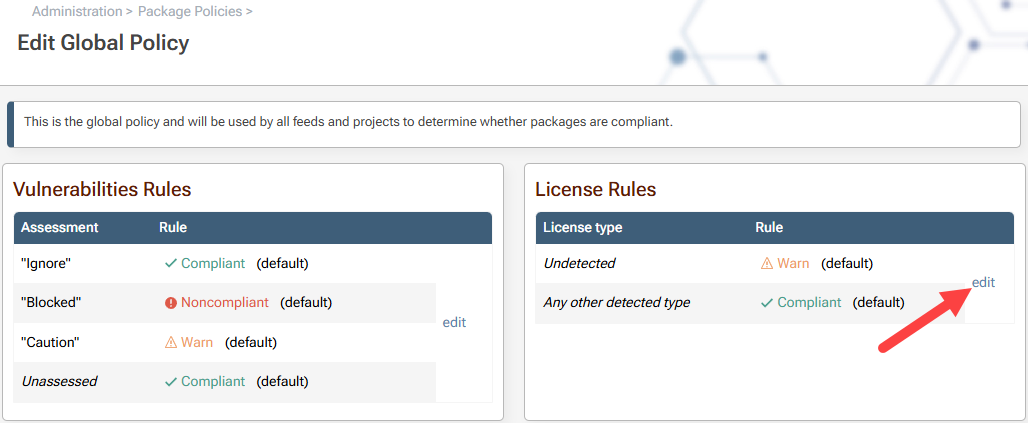 Administration > Package Policies >
Edit Global Policy
This is the global policy and will be used by all feeds and projects to determine whether packages are compliant.
Vulnerabilities Rules
Assessment Rule
"Ignore" Compliant (default)
"Blocked" Noncompliant (default)
"Caution" Warn (default)
Unassessed Compliant (default)
edit
License Rules
License type Rule
Undetected Warn (default)
Any other detected type Compliant (default)
edit